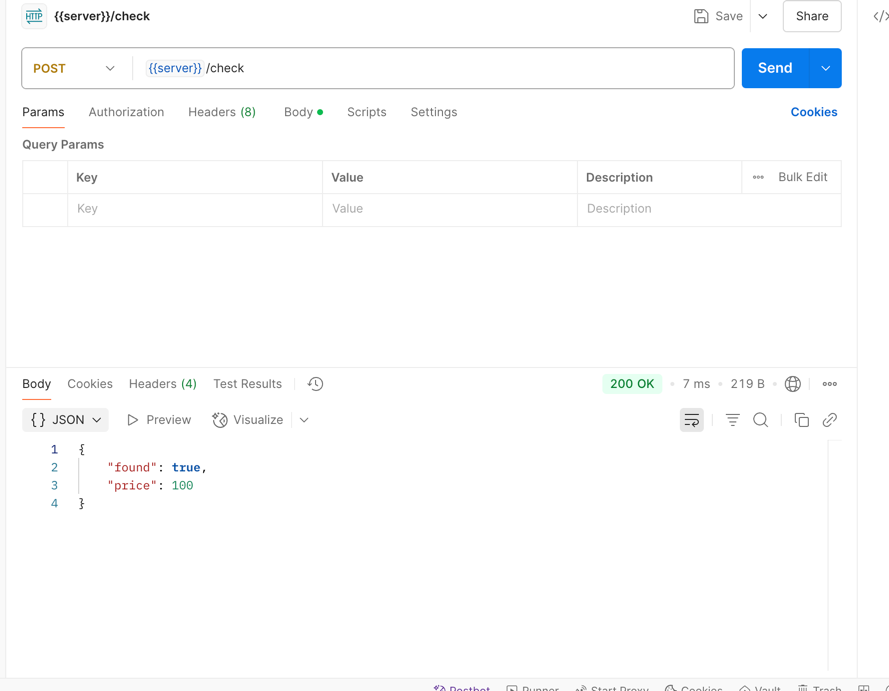 HTTP {{server}}/check Save Share </>
POST {{server}} /check Send
Params Authorization Headers (8) Body Scripts Settings Cookies
Query Params
Key Value Description Bulk Edit
Key Value Description
Body Cookies Headers (4) Test Results 200 OK 7 ms 219 B
{} JSON Preview Visualize
1 {
2 "found": true,
3 "price": 100
4 }
Postbot Runner Start Proxy Cookies Vault Trash